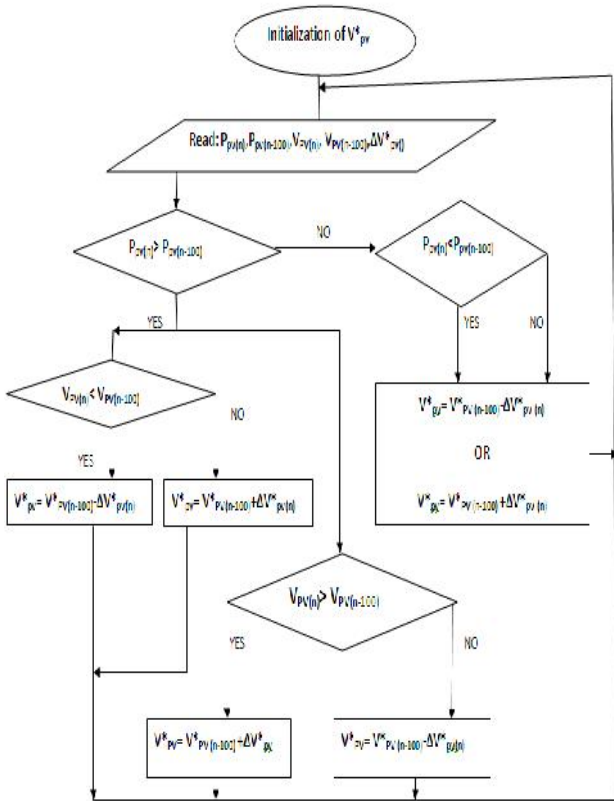 Initialization of V*pv
Read: Ppv(n), Ppv(n-100), VPV(n), VPV(n-100), ΔV*pv()
Ppv(n)> Ppv(n-100)
NO
Ppv(n)<Ppv(n-100)
YES
YES
NO
VPV(n)< VPV(n-100)
NO
V*pv= V*PV(n-100)-ΔV*pv(n)
OR
V*pv= V*PV(n-100)+ΔV*pv(n)
YES
V*pv= V*PV(n-100)-ΔV*pv(n)
V*pv= V*PV(n-100)+ΔV*pv(n)
VPV(n)> VPV(n-100)
YES
NO
V*PV= V*PV(n-100)+ΔV*pv
V*PV= V*PV(n-100)-ΔV*pv(n)